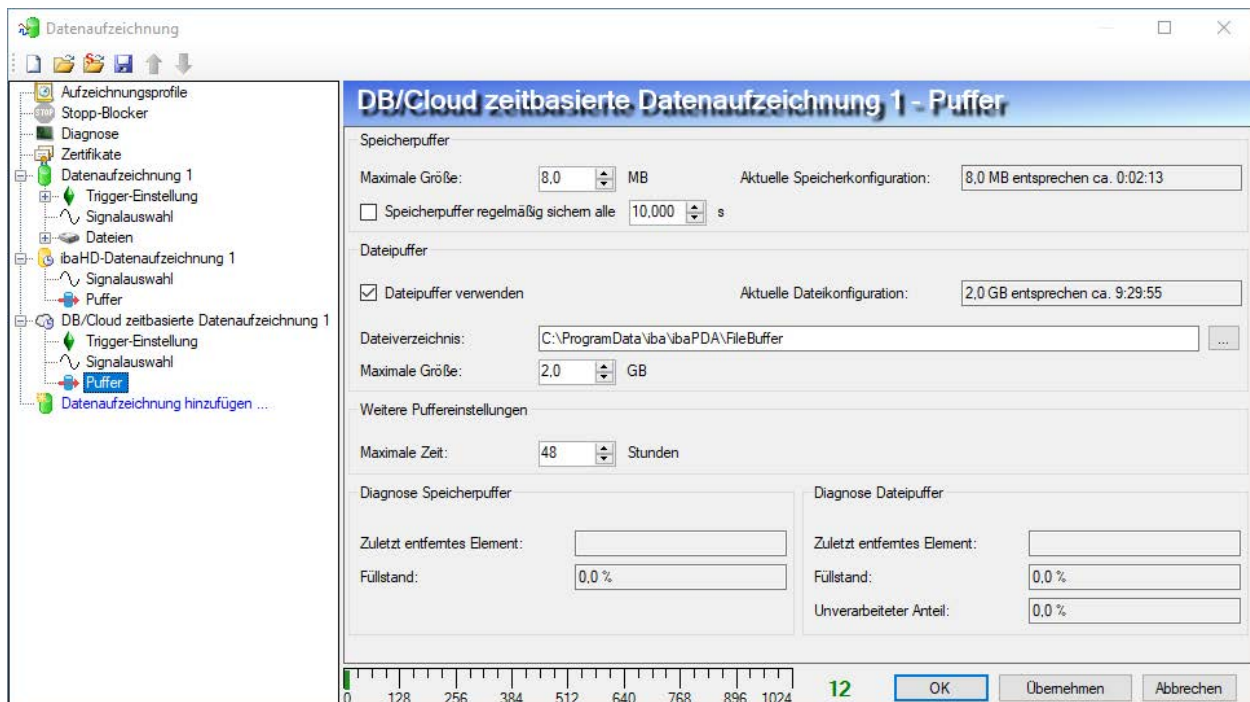 Datenaufzeichnung
Aufzeichnungsprofile
STOP Stopp-Blocker
Diagnose
Zertifikate
Datenaufzeichnung 1
Trigger-Einstellung
Signalauswahl
Dateien
ibaHD-Datenaufzeichnung 1
Signalauswahl
Puffer
DB/Cloud zeitbasierte Datenaufzeichnung 1
Trigger-Einstellung
Signalauswahl
Puffer
Datenaufzeichnung hinzufügen ...
DB/Cloud zeitbasierte Datenaufzeichnung 1 - Puffer
Speicherpuffer
Maximale Größe: 8,0 MB Aktuelle Speicherkonfiguration: 8,0 MB entsprechen ca. 0:02:13
Speicherpuffer regelmäßig sichern alle 10,000 s
Dateipuffer
Dateipuffer verwenden Aktuelle Dateikonfiguration: 2,0 GB entsprechen ca. 9:29:55
Dateiverzeichnis: C:\ProgramData\iba\ibaPDA\FileBuffer ...
Maximale Größe: 2,0 GB
Weitere Puffereinstellungen
Maximale Zeit: 48 Stunden
Diagnose Speicherpuffer
Zuletzt entferntes Element:
Füllstand: 0,0 %
Diagnose Dateipuffer
Zuletzt entferntes Element:
Füllstand: 0,0 %
Unverarbeiteter Anteil: 0,0 %
0 128 256 384 512 640 768 896 1024
12 OK Übernehmen Abbrechen